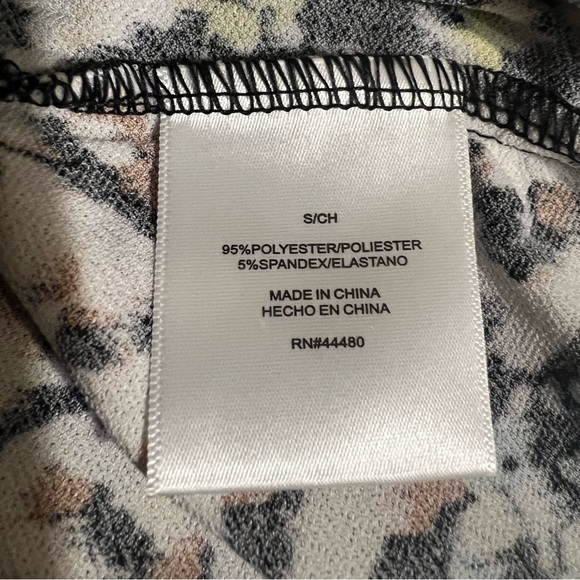 S/CH
95%POLYESTER/POLIESTER
5%SPANDEX/ELASTANO
MADE IN CHINA
HECHO EN CHINA
RN#44480